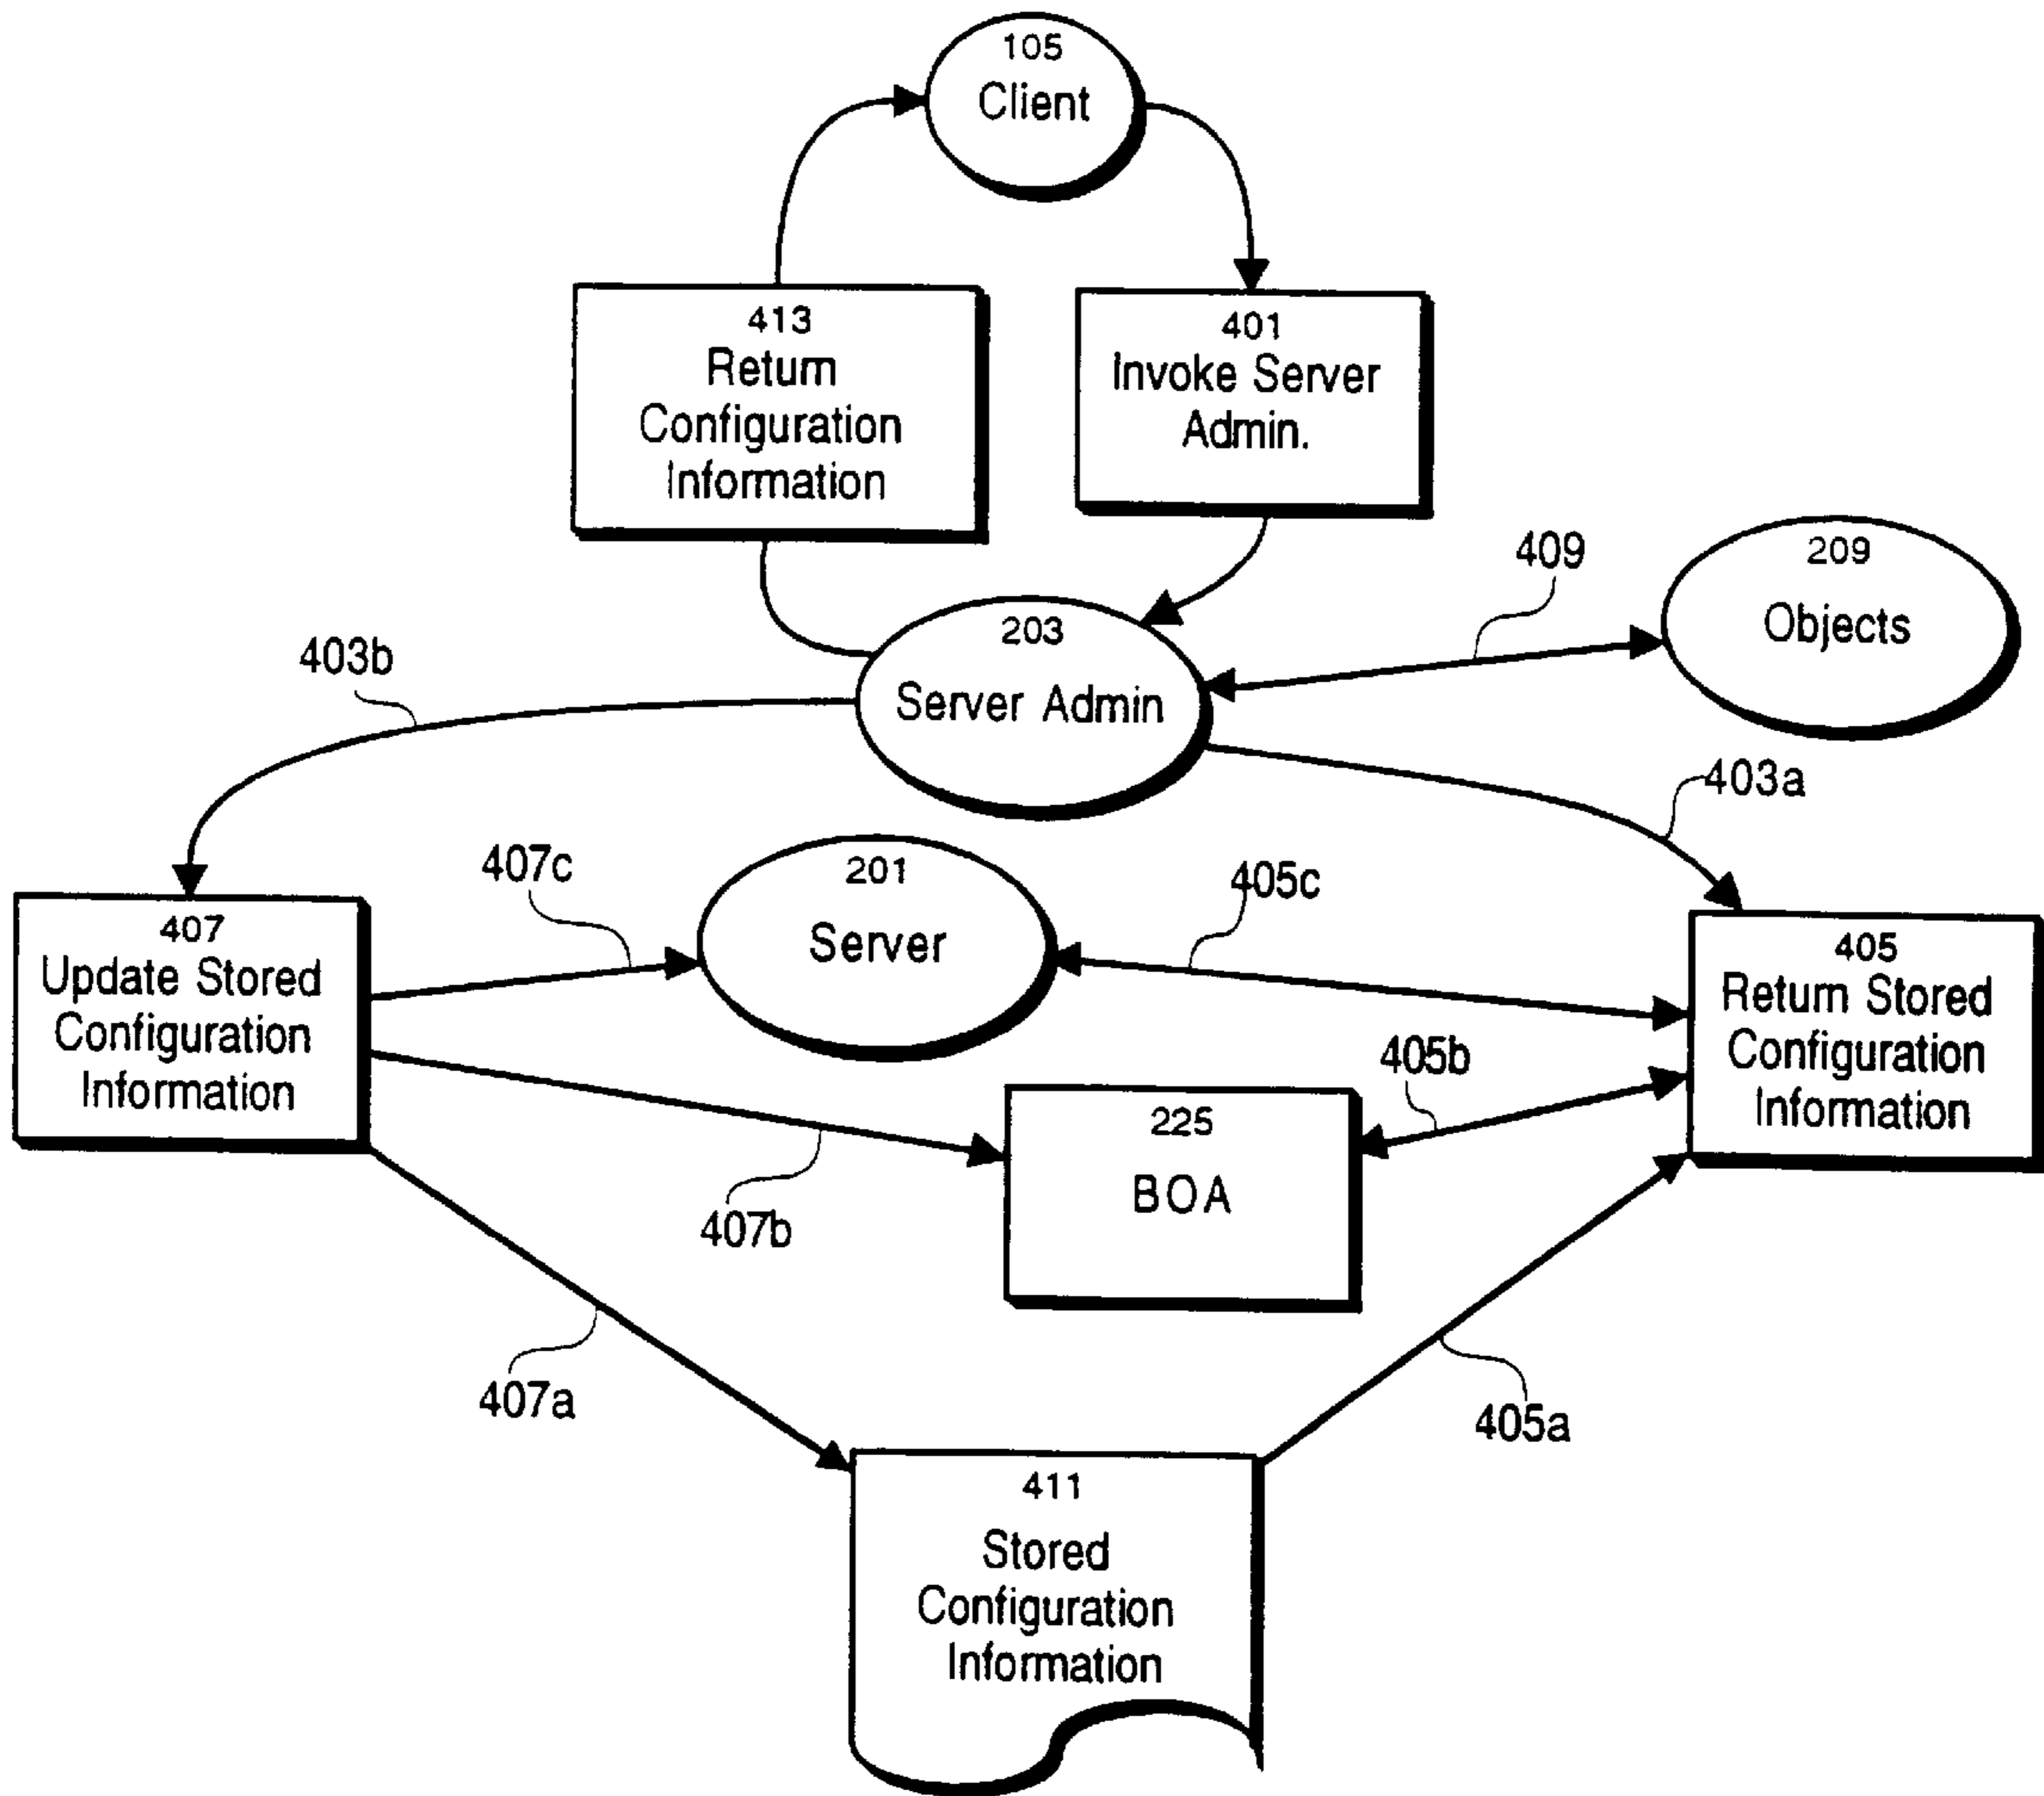 105
Client
413
Return
Configuration
Information
401
Invoke Server
Admin.
409
209
Objects
203
Server Admin
403b
403a
407c
201
Server
405c
407
Update Stored
Configuration
Information
405
Return Stored
Configuration
Information
405b
225
BOA
407b
407a
405a
411
Stored
Configuration
Information